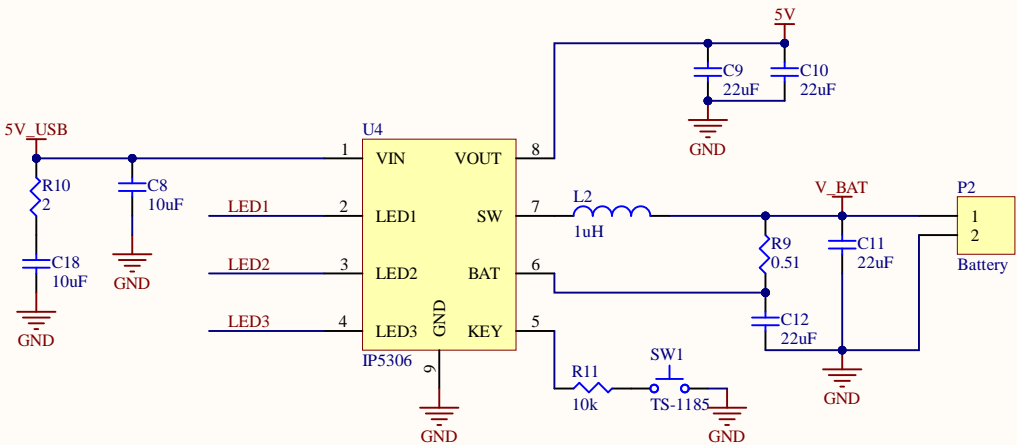 5V
C9
22uF
C10
22uF
GND
5V_USB
R10
2
C18
10uF
GND
C8
10uF
GND
LED1
LED2
LED3
U4
1 VIN VOUT 8
2 LED1 SW 7
3 LED2 BAT 6
4 LED3 KEY 5
GND
9
IP5306
GND
L2
1uH
V_BAT
R9
0.51
C11
22uF
C12
22uF
GND
P2
1
2
Battery
R11
10k
SW1
TS-1185
GND